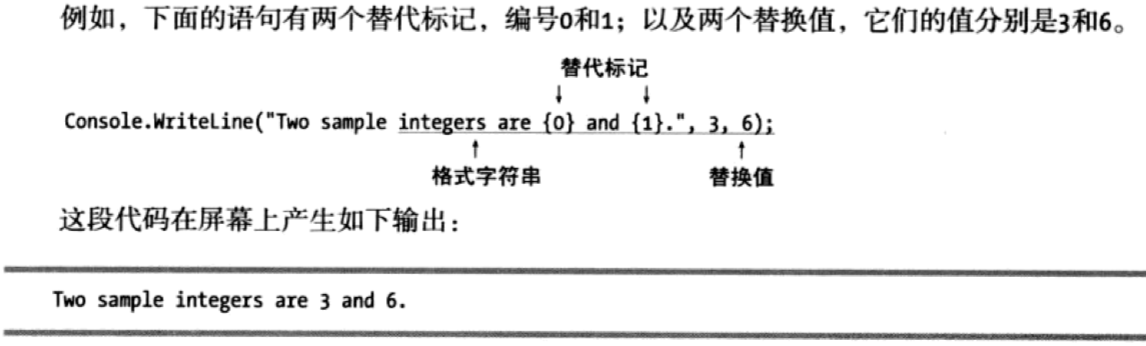 例如，下面的语句有两个替代标记，编号0和1；以及两个替换值，它们的值分别是3和6。
替代标记
Console.WriteLine("Two sample integers are {0} and {1}.", 3, 6);
格式字符串 替换值
这段代码在屏幕上产生如下输出：
Two sample integers are 3 and 6.